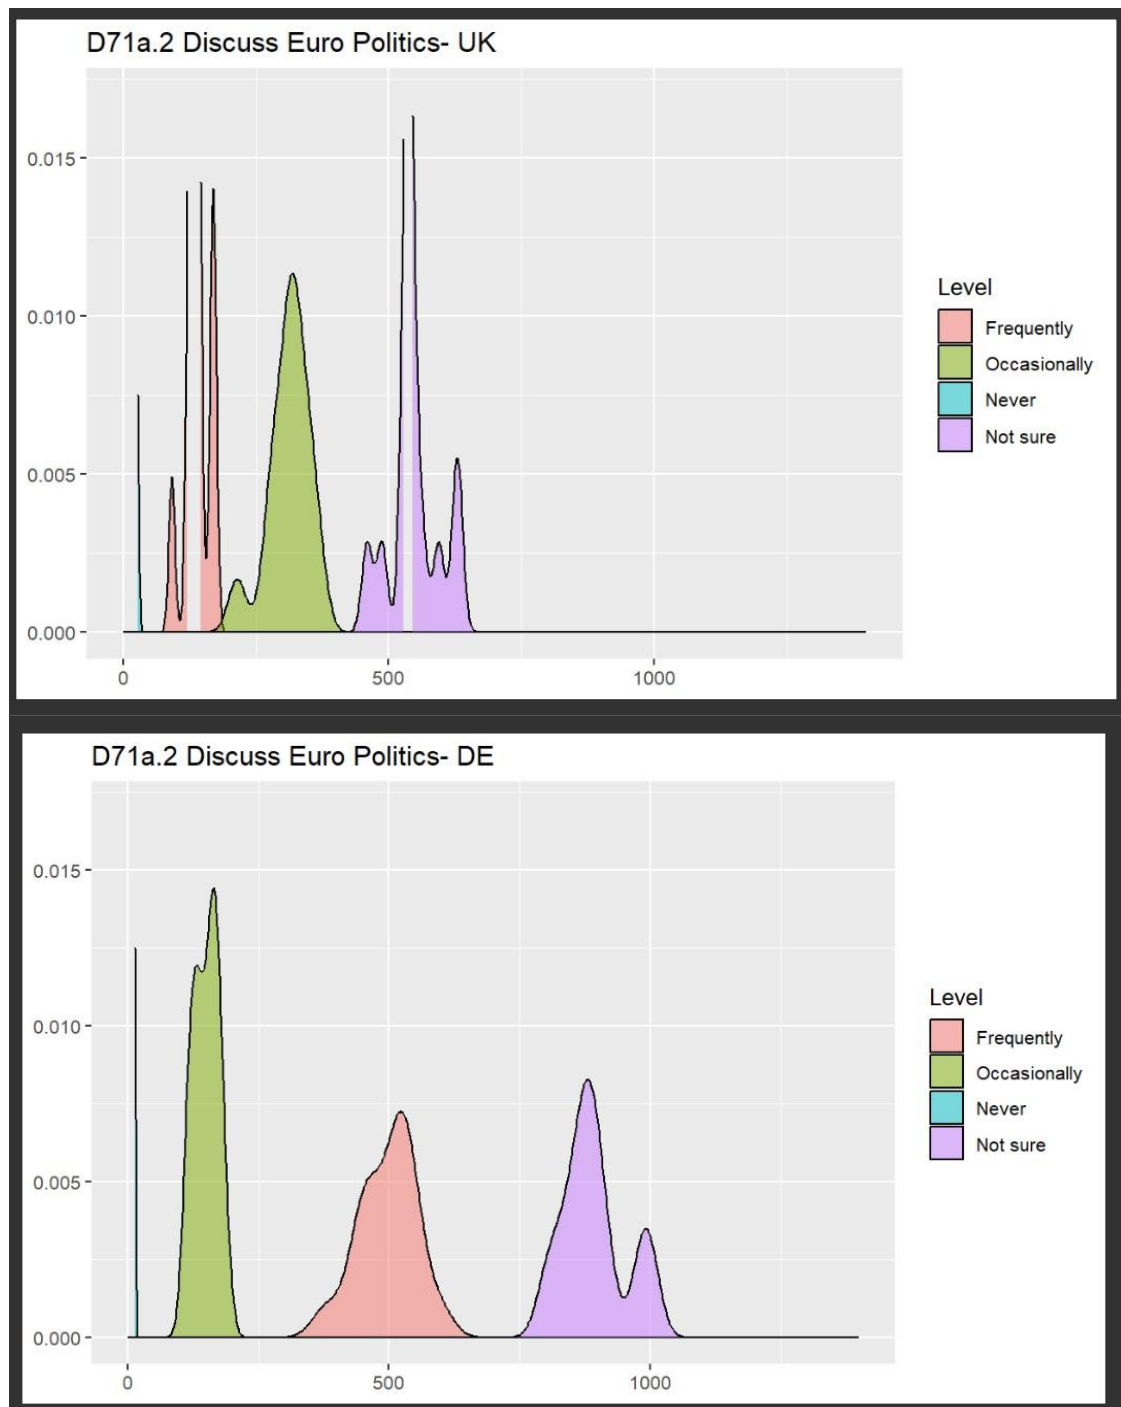 D71a.2 Discuss Euro Politics- UK
0.015
0.010
0.005
0.000
0 500 1000
Level
Frequently
Occasionally
Never
Not sure
D71a.2 Discuss Euro Politics- DE
0.015
0.010
0.005
0.000
0 500 1000
Level
Frequently
Occasionally
Never
Not sure